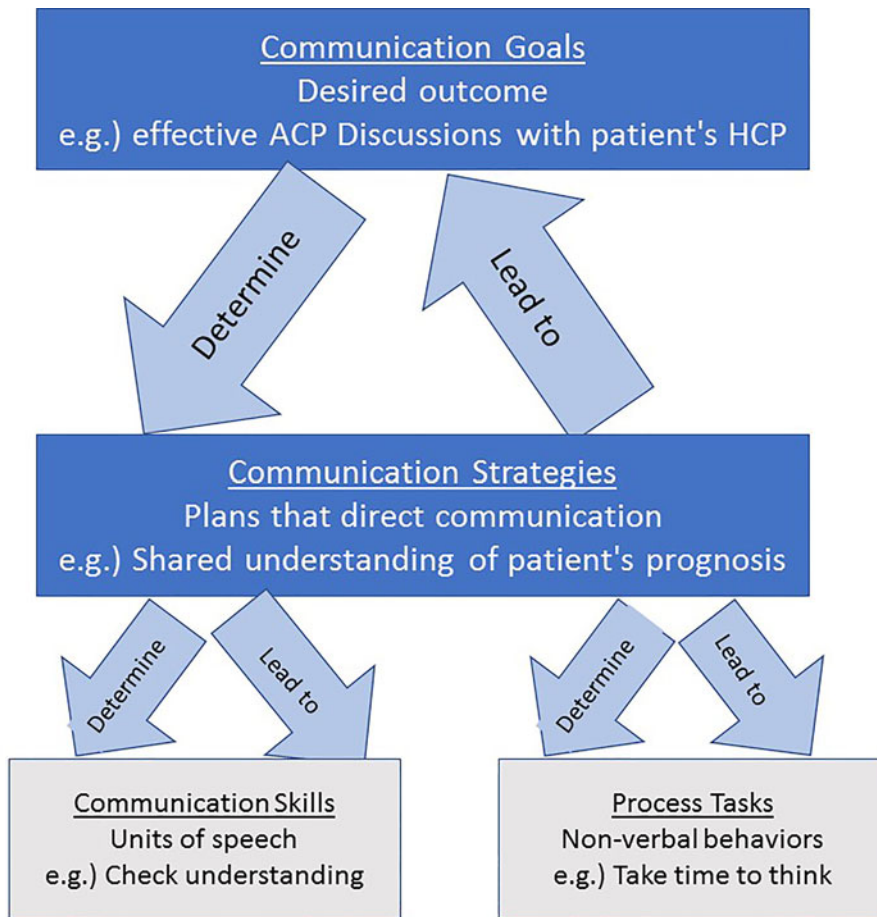 Communication Goals
Desired outcome
e.g.) effective ACP Discussions with patient's HCP
Determine
Lead to
Communication Strategies
Plans that direct communication
e.g.) Shared understanding of patient's prognosis
Determine
Lead to
Determine
Lead to
Communication Skills
Units of speech
e.g.) Check understanding
Process Tasks
Non-verbal behaviors
e.g.) Take time to think